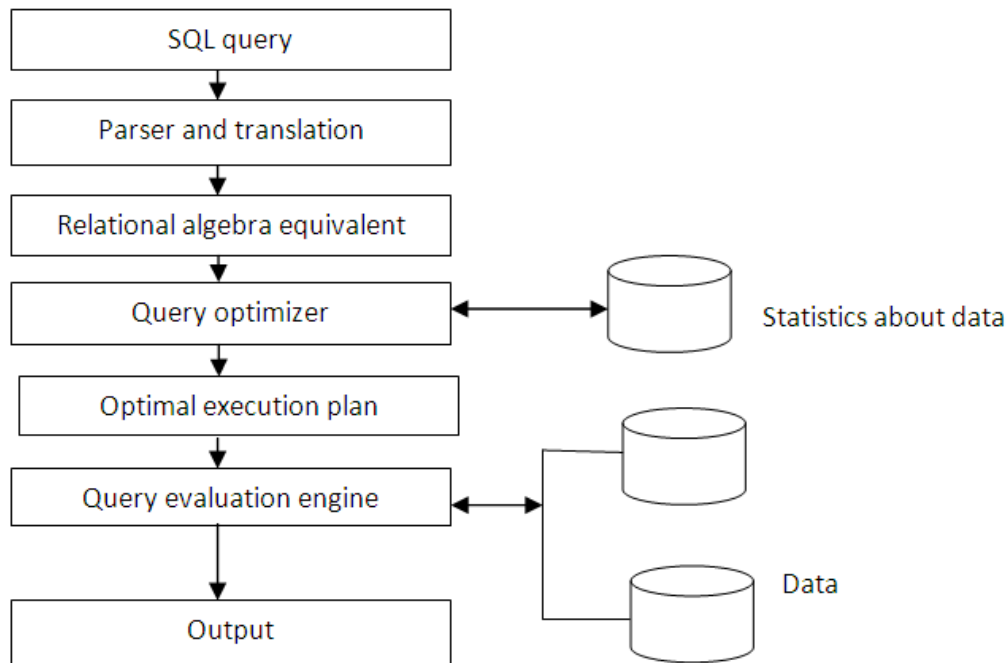 SQL query
Parser and translation
Relational algebra equivalent
Query optimizer
Statistics about data
Optimal execution plan
Query evaluation engine
Data
Output